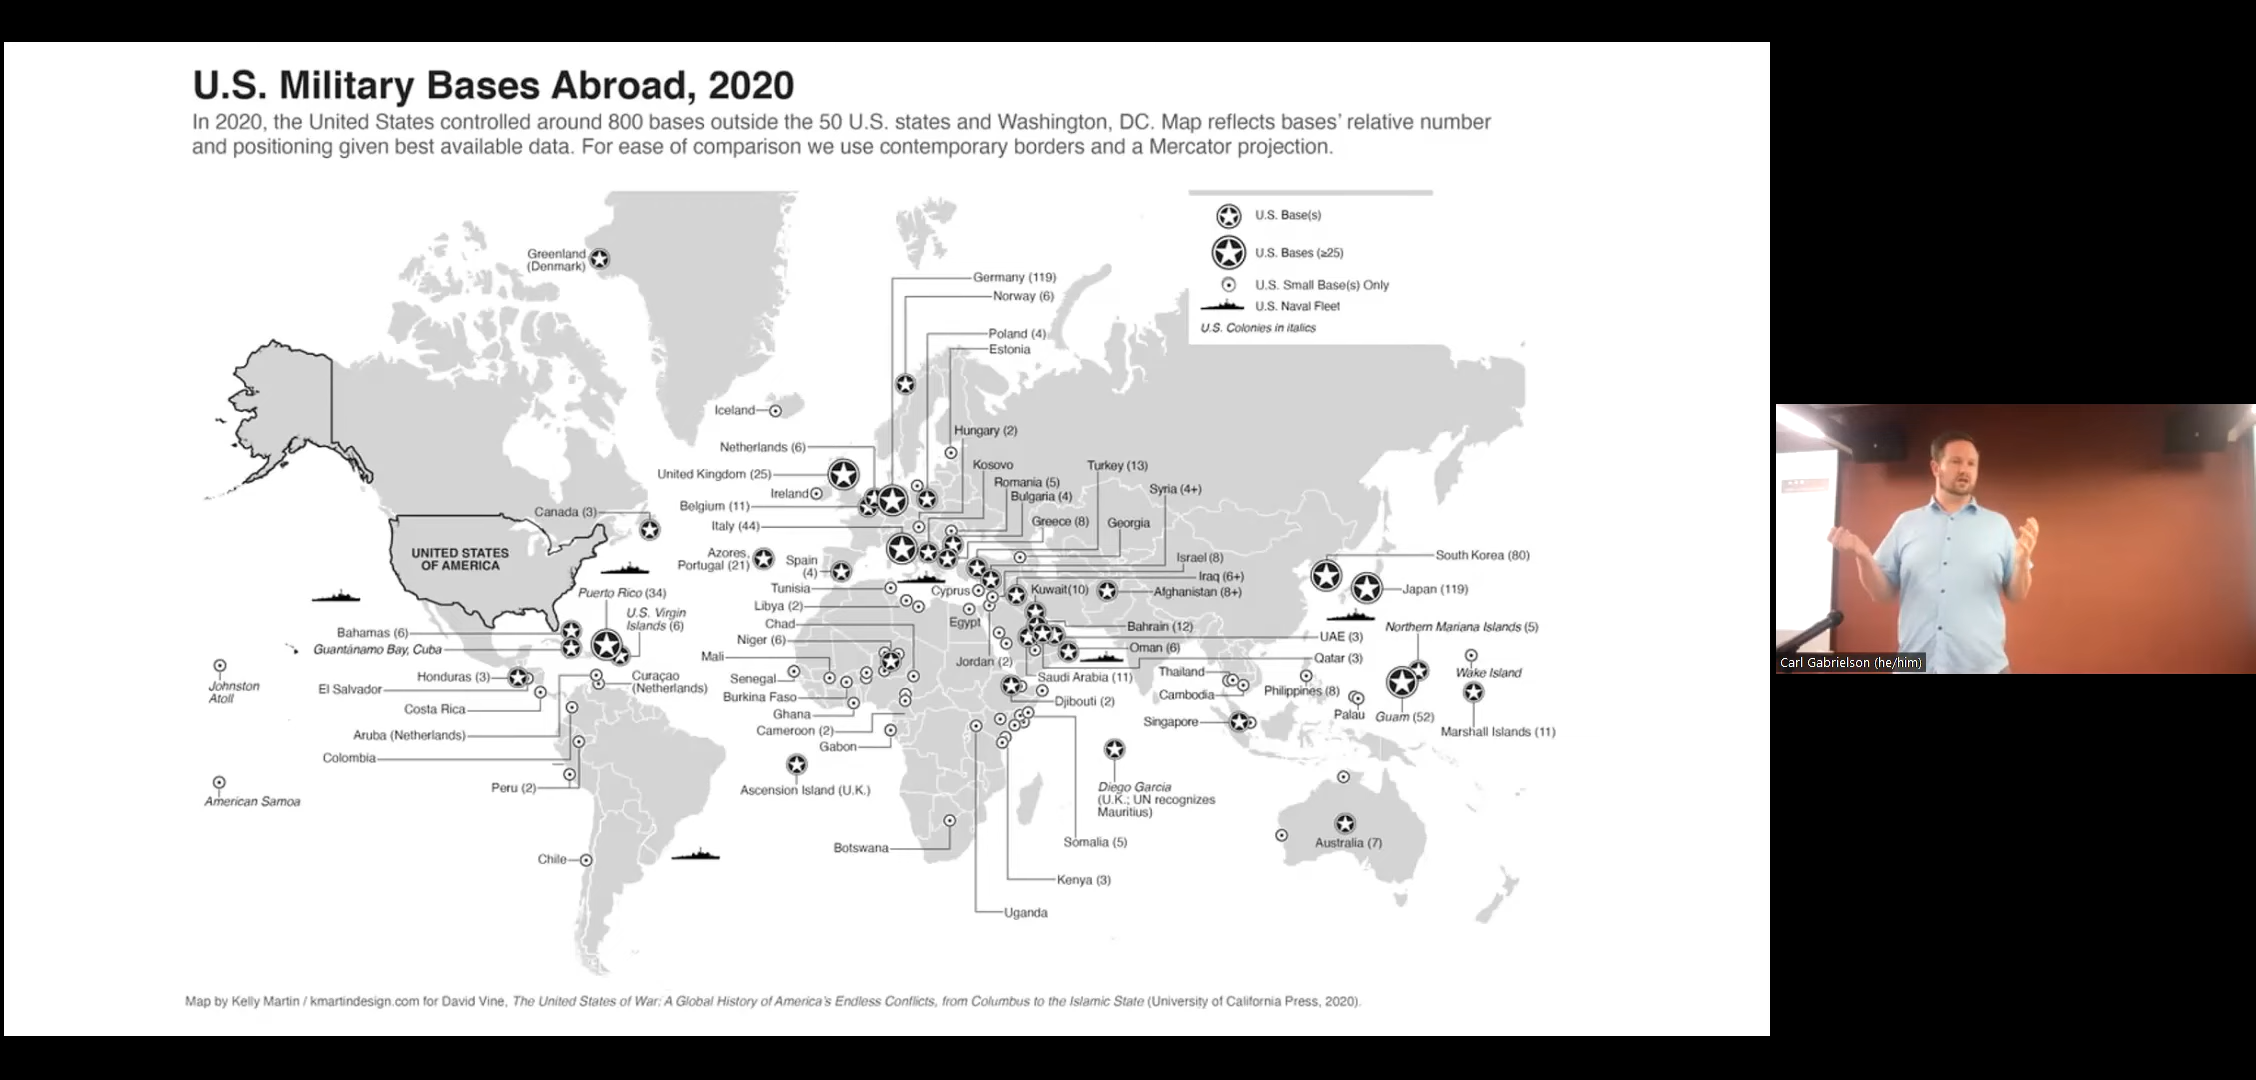 U.S. Military Bases Abroad, 2020
In 2020, the United States controlled around 800 bases outside the 50 U.S. states and Washington, DC. Map reflects bases’ relative number
and positioning given best available data. For ease of comparison we use contemporary borders and a Mercator projection.
U.S. Base(s)
U.S. Bases (≥25)
U.S. Small Base(s) Only
U.S. Naval Fleet
U.S. Colonies in italics
Greenland
(Denmark)
Germany (119)
Norway (6)
Poland (4)
Estonia
Iceland
Hungary (2)
Netherlands (6)
United Kingdom (25)
Ireland
Belgium (11)
Italy (44)
Kosovo
Romania (5)
Bulgaria (4)
Turkey (13)
Syria (4+)
Greece (8)
Georgia
Canada (3)
UNITED STATES
OF AMERICA
Azores,
Portugal (21)
Spain
(4)
Israel (8)
Iraq (6+)
Afghanistan (8+)
Kuwait(10)
Cyprus
South Korea (80)
Japan (119)
Tunisia
Libya (2)
Chad
Niger (6)
Mali
Senegal
Burkina Faso
Ghana
Cameroon (2)
Gabon
Egypt
Jordan (2)
Bahrain (12)
UAE (3)
Oman (6)
Qatar (3)
Saudi Arabia (11)
Djibouti (2)
Puerto Rico (34)
U.S. Virgin
Islands (6)
Bahamas (6)
Guantánamo Bay, Cuba
Honduras (3)
El Salvador
Costa Rica
Curaçao
(Netherlands)
Aruba (Netherlands)
Colombia
Peru (2)
Johnston
Atoll
American Samoa
Thailand
Cambodia
Singapore
Philippines (8)
Palau
Northern Mariana Islands (5)
Guam (52)
Wake Island
Marshall Islands (11)
Ascension Island (U.K.)
Diego Garcia
(U.K.; UN recognizes
Mauritius)
Somalia (5)
Kenya (3)
Uganda
Botswana
Chile
Australia (7)
Map by Kelly Martin / kmartindesign.com for David Vine, The United States of War: A Global History of America’s Endless Conflicts, from Columbus to the Islamic State (University of California Press, 2020).
Carl Gabrielson (he/him)